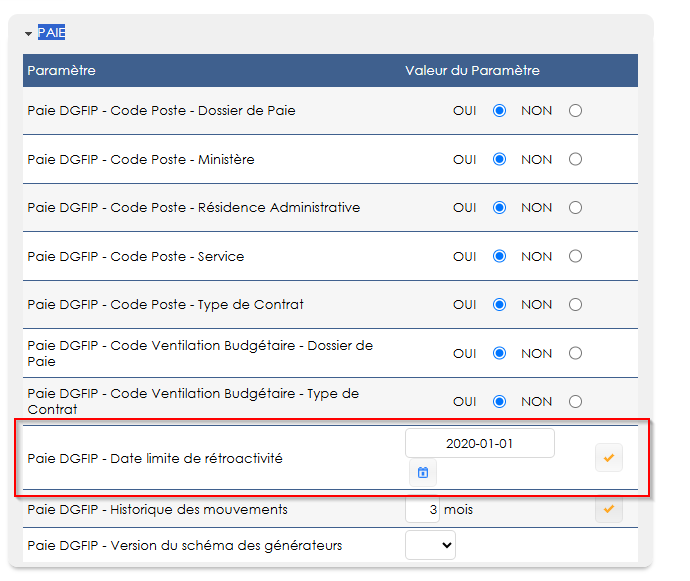 PAIE
Paramètre Valeur du Paramètre
Paie DGFIP - Code Poste - Dossier de Paie OUI NON
Paie DGFIP - Code Poste - Ministère OUI NON
Paie DGFIP - Code Poste - Résidence Administrative OUI NON
Paie DGFIP - Code Poste - Service OUI NON
Paie DGFIP - Code Poste - Type de Contrat OUI NON
Paie DGFIP - Code Ventilation Budgétaire - Dossier de
Paie OUI NON
Paie DGFIP - Code Ventilation Budgétaire - Type de
Contrat OUI NON
Paie DGFIP - Date limite de rétroactivité 2020-01-01
Paie DGFIP - Historique des mouvements 3 mois
Paie DGFIP - Version du schéma des générateurs